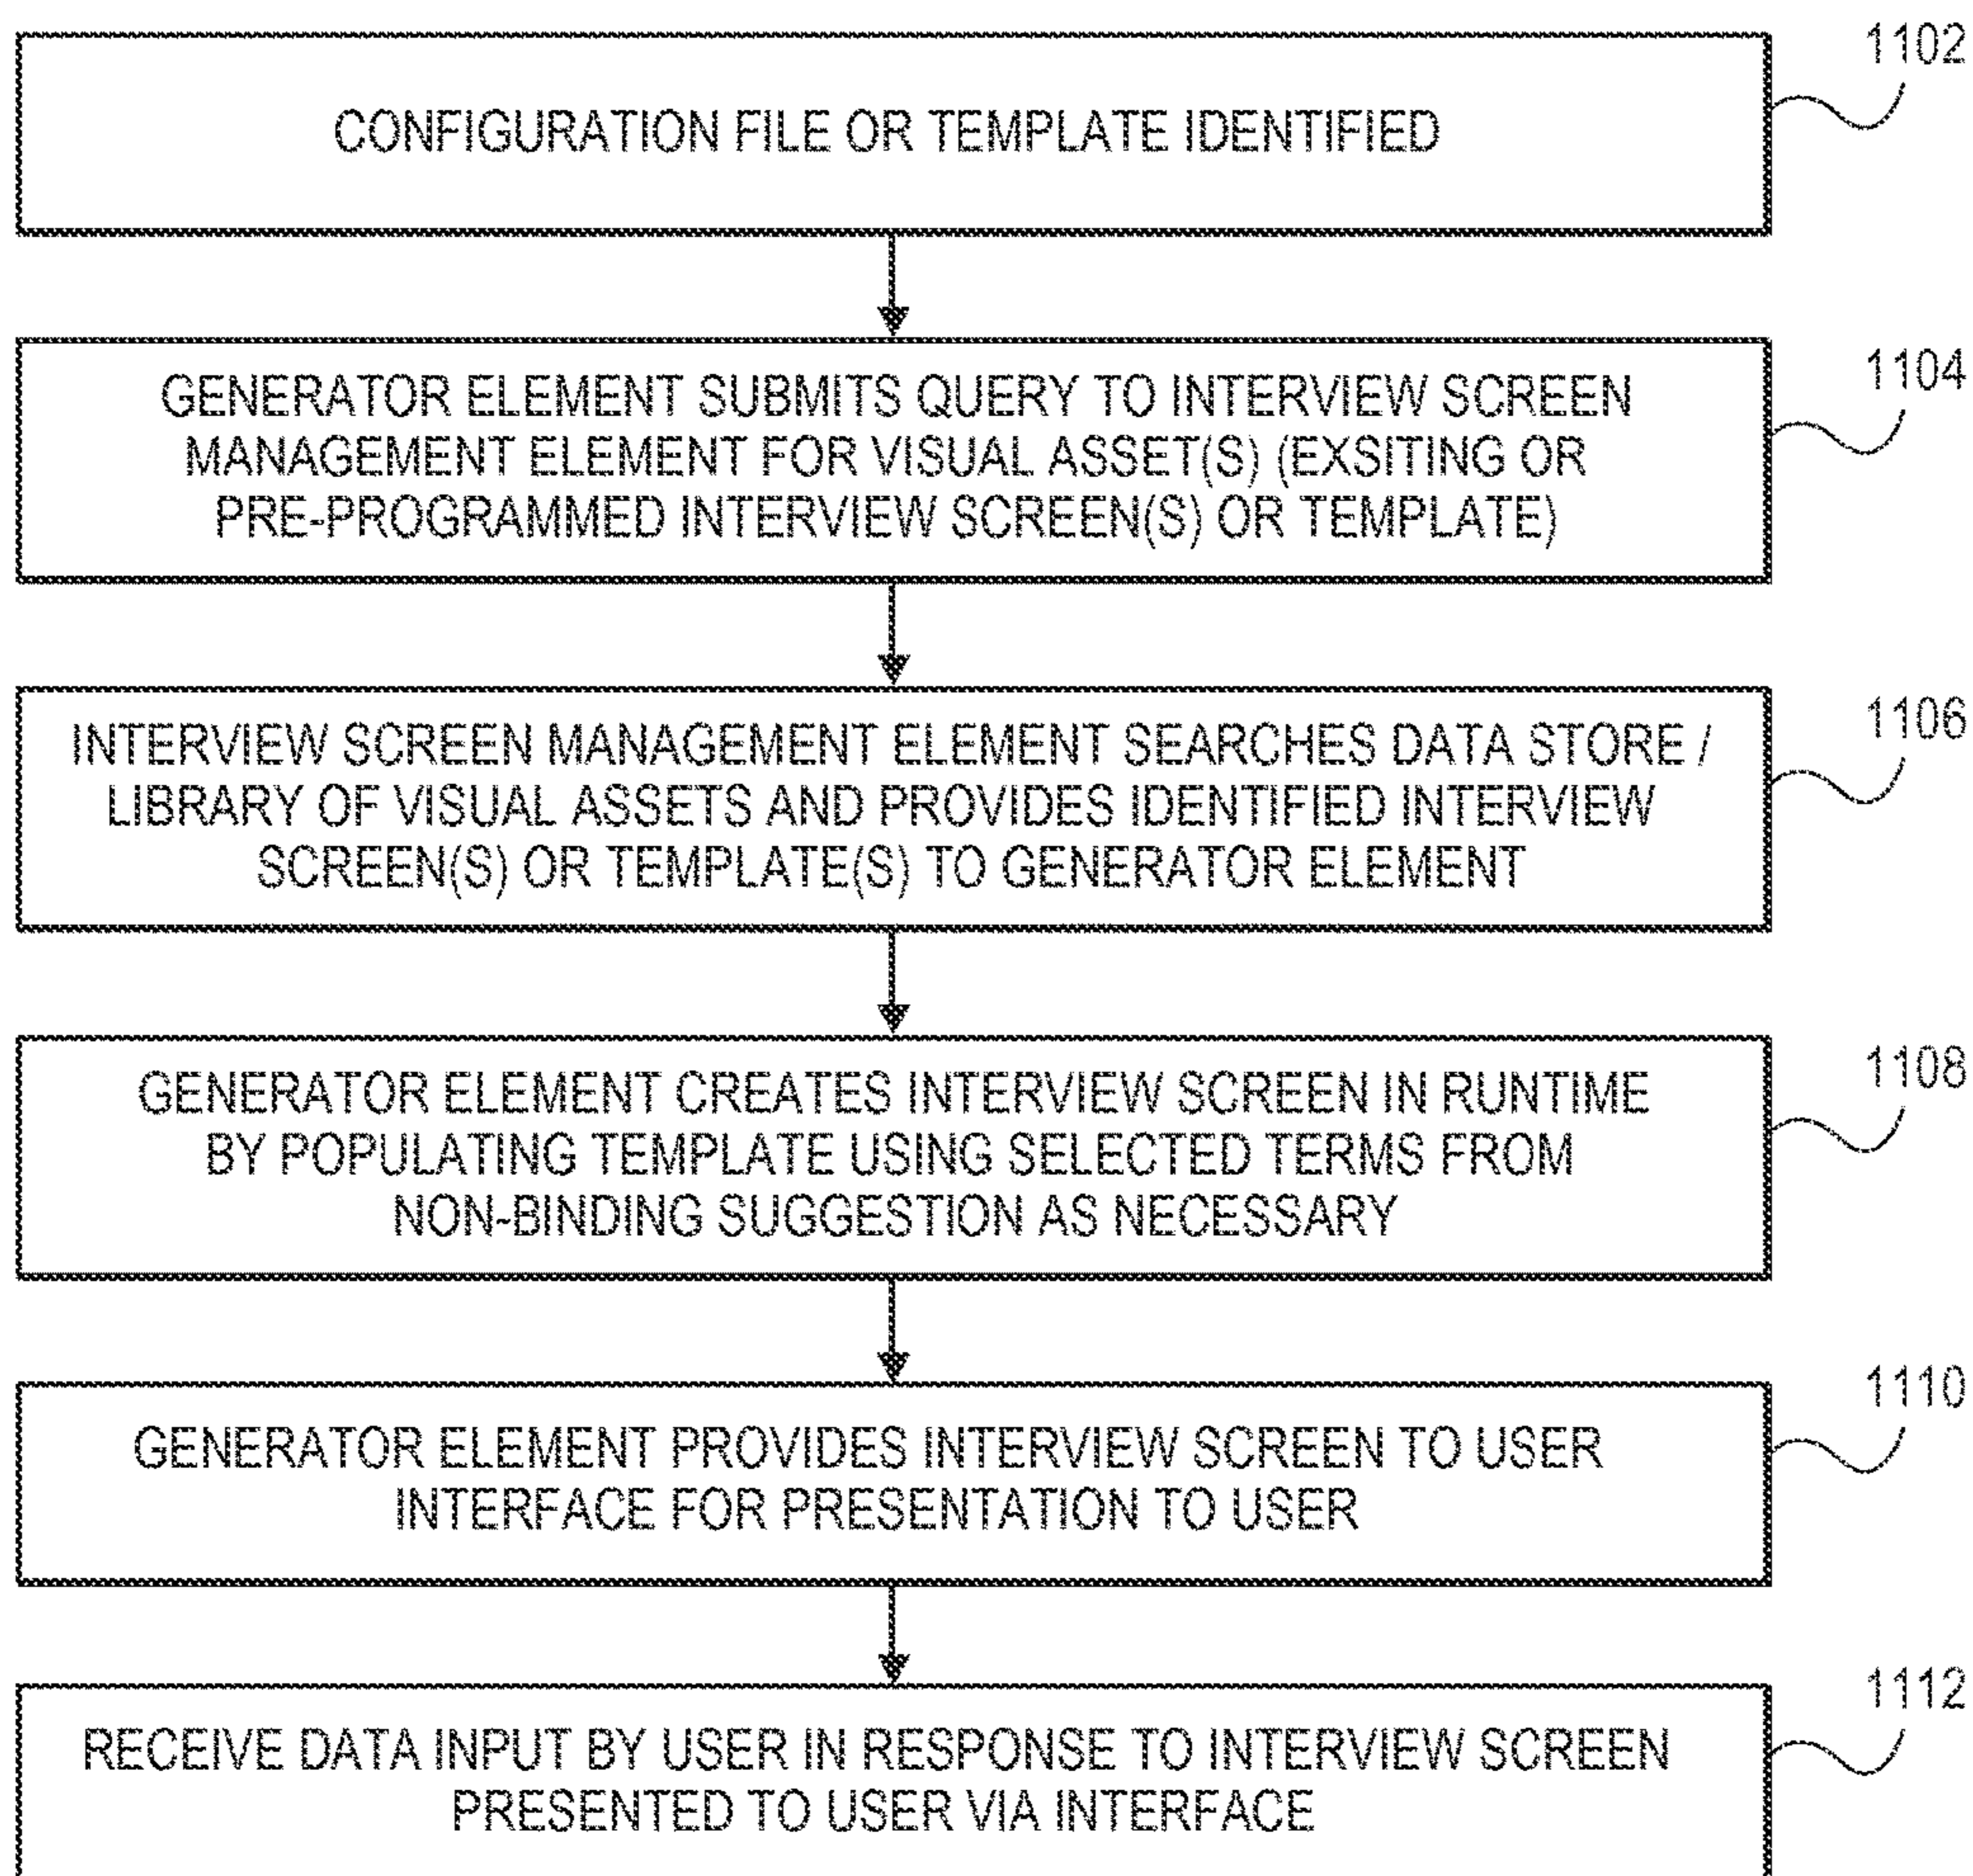 1102
CONFIGURATION FILE OR TEMPLATE IDENTIFIED
1104
GENERATOR ELEMENT SUBMITS QUERY TO INTERVIEW SCREEN
MANAGEMENT ELEMENT FOR VISUAL ASSET(S) (EXSITING OR
PRE-PROGRAMMED INTERVIEW SCREEN(S) OR TEMPLATE)
1106
INTERVIEW SCREEN MANAGEMENT ELEMENT SEARCHES DATA STORE /
LIBRARY OF VISUAL ASSETS AND PROVIDES IDENTIFIED INTERVIEW
SCREEN(S) OR TEMPLATE(S) TO GENERATOR ELEMENT
1108
GENERATOR ELEMENT CREATES INTERVIEW SCREEN IN RUNTIME
BY POPULATING TEMPLATE USING SELECTED TERMS FROM
NON-BINDING SUGGESTION AS NECESSARY
1110
GENERATOR ELEMENT PROVIDES INTERVIEW SCREEN TO USER
INTERFACE FOR PRESENTATION TO USER
1112
RECEIVE DATA INPUT BY USER IN RESPONSE TO INTERVIEW SCREEN
PRESENTED TO USER VIA INTERFACE